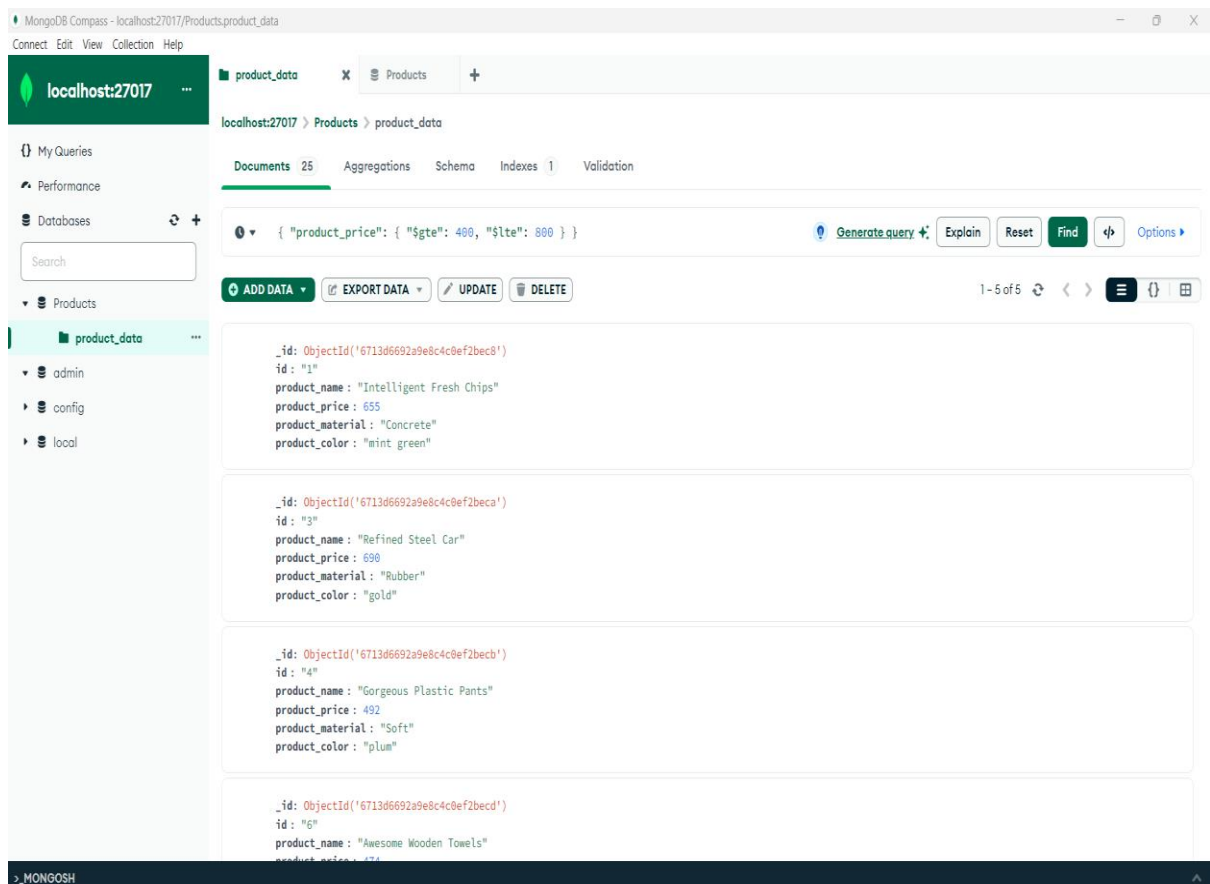 MongoDB Compass - localhost:27017/Products.product_data
Connect Edit View Collection Help
localhost:27017 ...
{} My Queries
Performance
Databases
Search
Products
product_data ...
admin
config
local
product_data
Products
localhost:27017 > Products > product_data
Documents 25 Aggregations Schema Indexes 1 Validation
{ "product_price": { "$gte": 400, "$lte": 800 } }
Generate query Explain Reset Find </> Options
ADD DATA EXPORT DATA UPDATE DELETE
1 - 5 of 5
_id: ObjectId('6713d6692a9e8c4c0ef2bec8')
id : "1"
product_name : "Intelligent Fresh Chips"
product_price : 655
product_material : "Concrete"
product_color : "mint green"
_id: ObjectId('6713d6692a9e8c4c0ef2beca')
id : "3"
product_name : "Refined Steel Car"
product_price : 690
product_material : "Rubber"
product_color : "gold"
_id: ObjectId('6713d6692a9e8c4c0ef2becb')
id : "4"
product_name : "Gorgeous Plastic Pants"
product_price : 492
product_material : "Soft"
product_color : "plum"
_id: ObjectId('6713d6692a9e8c4c0ef2becd')
id : "6"
product_name : "Awesome Wooden Towels"
product_price : 474
>_MONGOSH